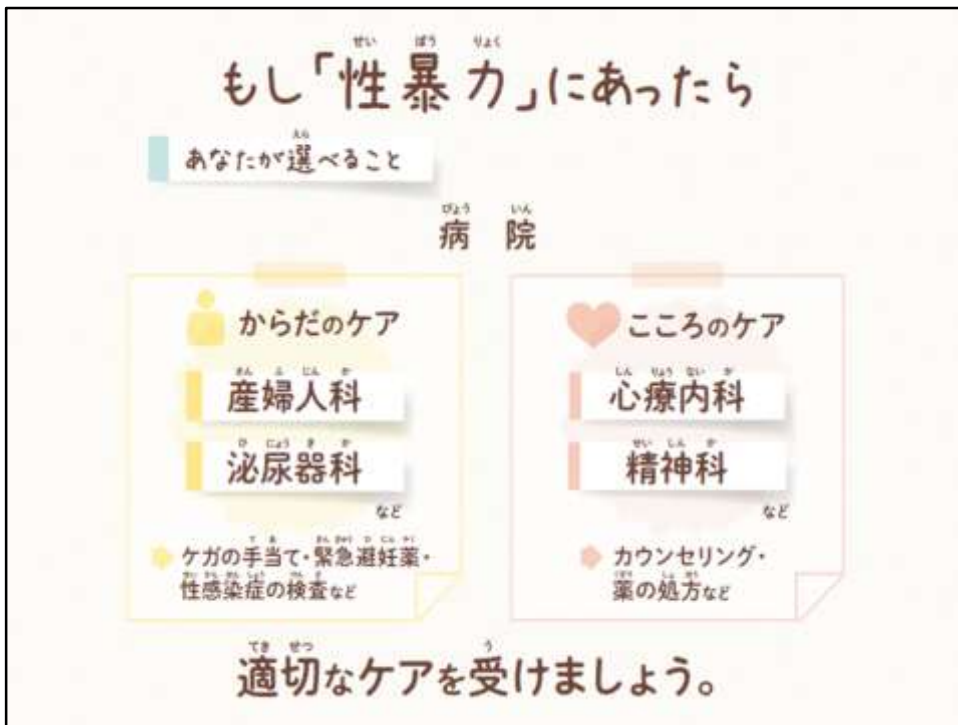 もし「性暴力」にあったら
あなたが選べること
病院
からだのケア
産婦人科
泌尿器科
など
ケガの手当て・緊急避妊薬・
性感染症の検査など
こころのケア
心療内科
精神科
など
カウンセリング・
薬の処方など
適切なケアを受けましょう。